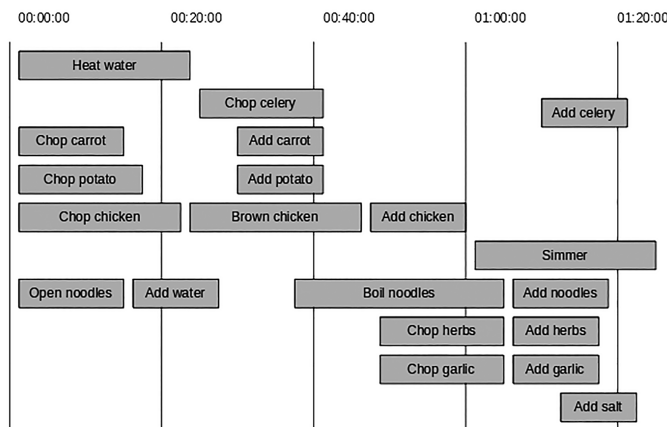 00:00:00 00:20:00 00:40:00 01:00:00 01:20:00
Heat water
Chop celery Add celery
Chop carrot Add carrot
Chop potato Add potato
Chop chicken Brown chicken Add chicken
Simmer
Open noodles Add water Boil noodles Add noodles
Chop herbs Add herbs
Chop garlic Add garlic
Add salt